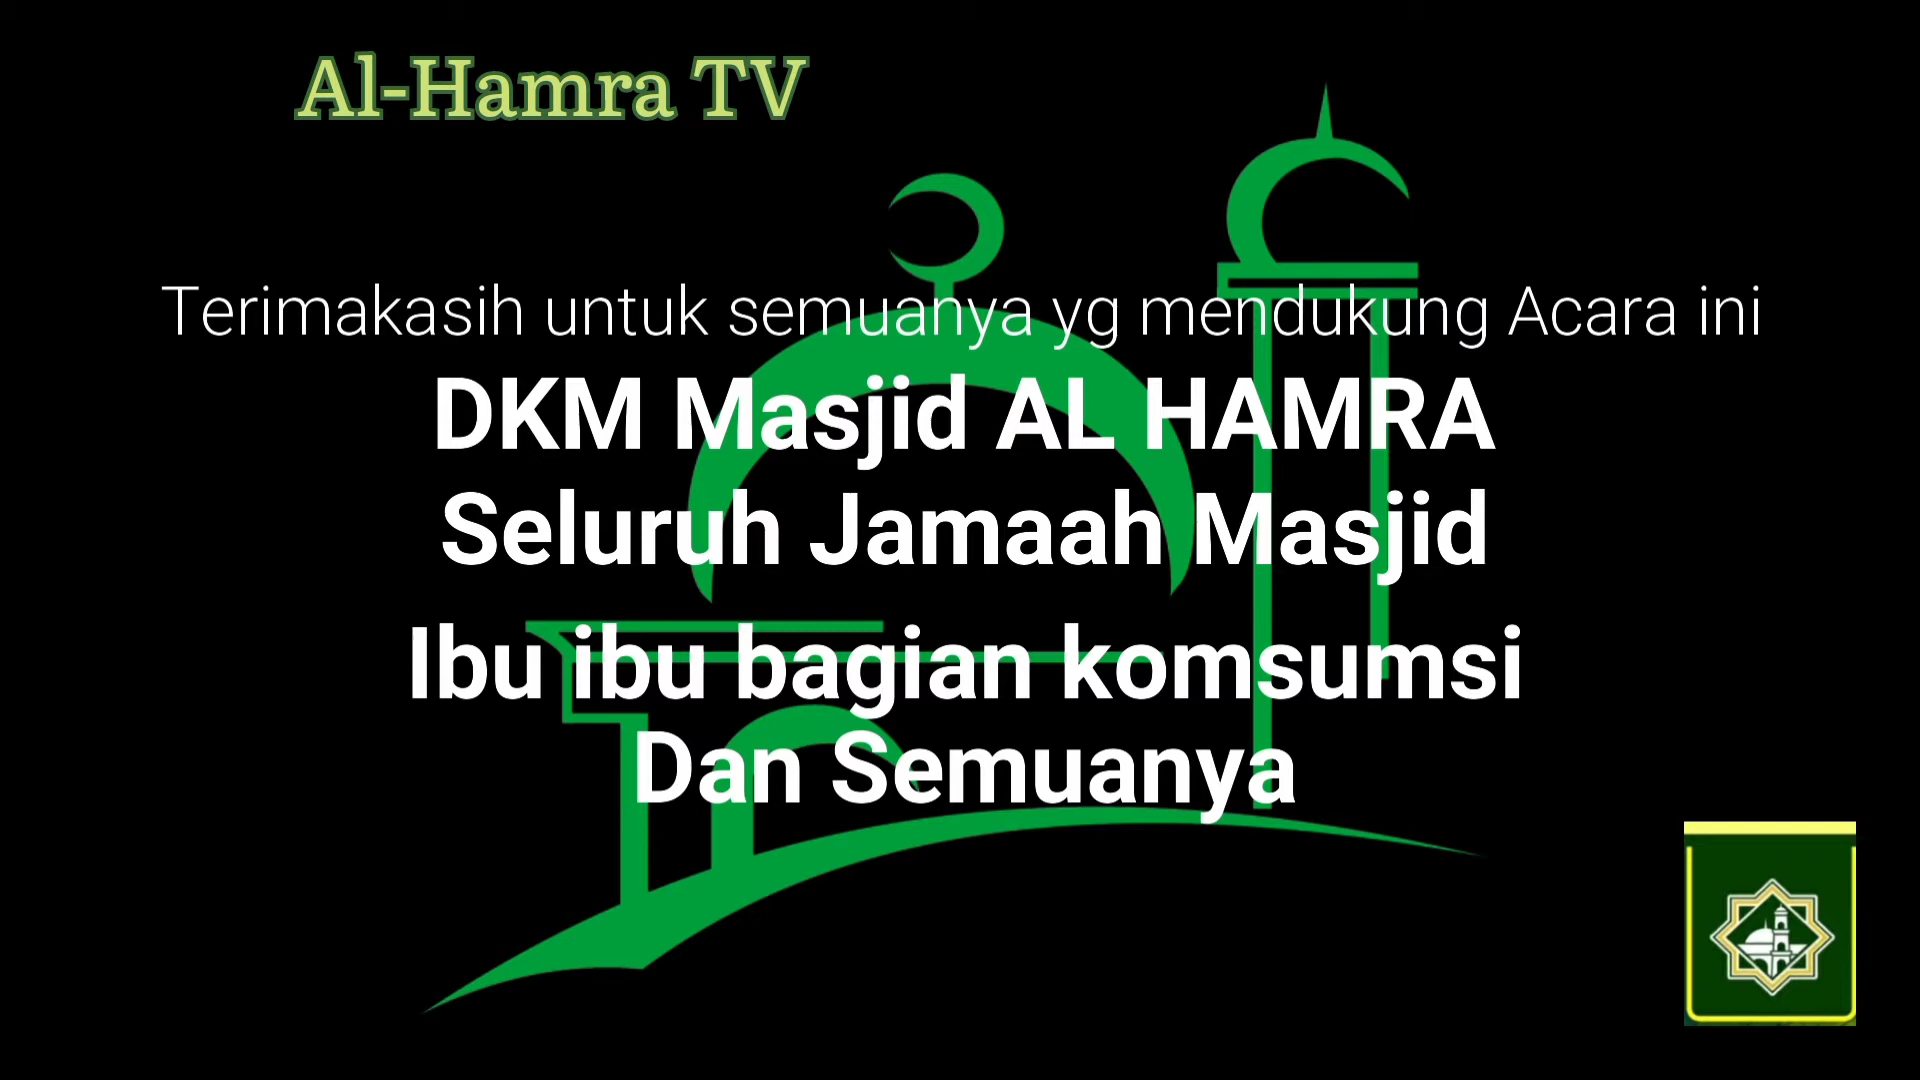 Al-Hamra TV
Terimakasih untuk semuanya yg mendukung Acara ini
DKM Masjid AL HAMRA
Seluruh Jamaah Masjid
Ibu ibu bagian komsumsi
Dan Semuanya